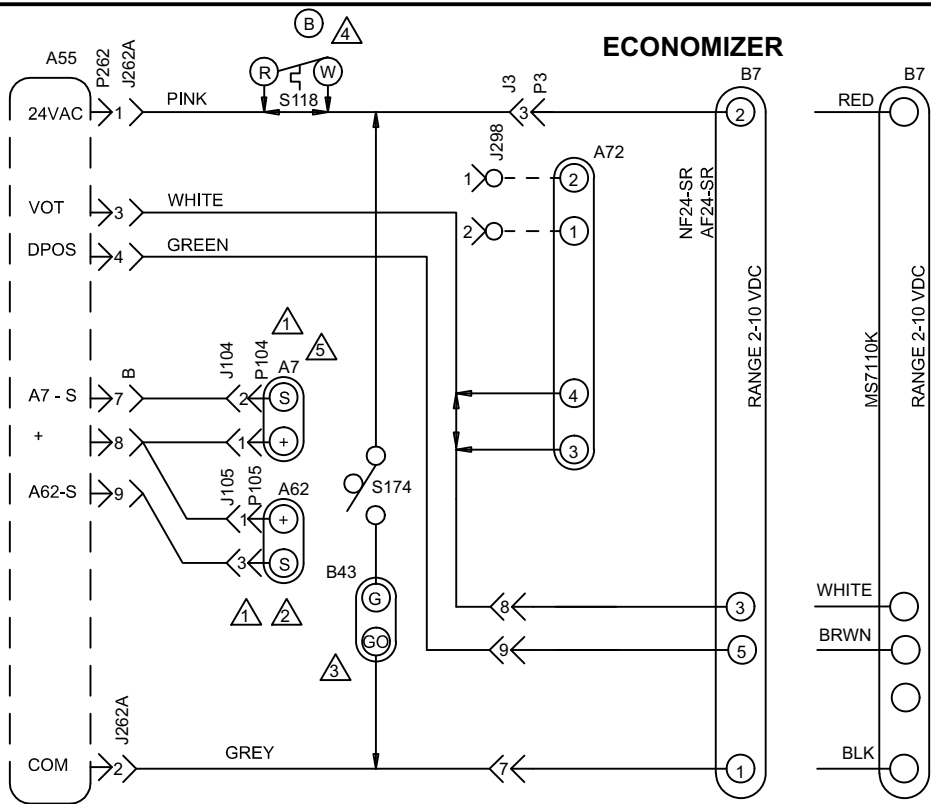 ECONOMIZER
B
4
A55
P262
J262A
R
W
S118
J3
P3
B7
B7
24VAC
1
PINK
3
2
RED
J298
A72
1
2
2
1
NF24-SR
AF24-SR
RANGE 2-10 VDC
MS7110K
RANGE 2-10 VDC
VOT
3
WHITE
DPOS
4
GREEN
1
5
B
J104
P104
A7
A7 - S
7
2
S
4
+
8
1
+
3
J105
P105
A62
S174
A62-S
9
1
+
3
S
B43
G
GO
1
2
3
8
3
WHITE
9
5
BRWN
J262A
COM
2
GREY
7
1
BLK